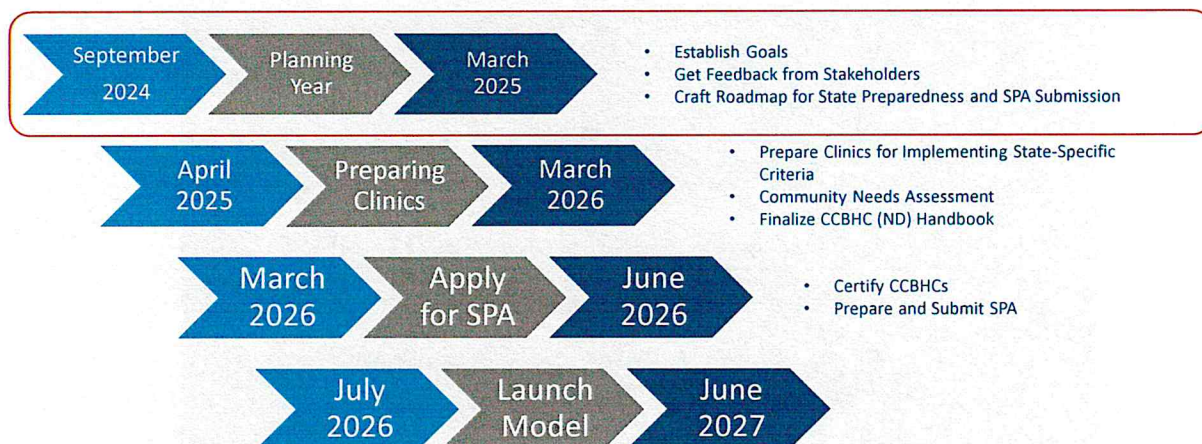 September
2024
Planning
Year
March
2025
• Establish Goals
• Get Feedback from Stakeholders
• Craft Roadmap for State Preparedness and SPA Submission
April
2025
Preparing
Clinics
March
2026
• Prepare Clinics for Implementing State-Specific
Criteria
• Community Needs Assessment
• Finalize CCBHC (ND) Handbook
March
2026
Apply
for SPA
June
2026
• Certify CCBHCs
• Prepare and Submit SPA
July
2026
Launch
Model
June
2027